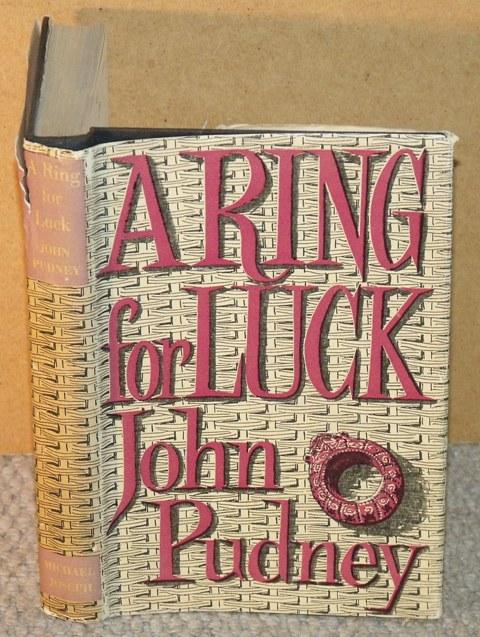 A RING
for LUCK
John
Pudney
A Ring
for
Luck
JOHN
PUDNEY
MICHAEL
JOSEPH